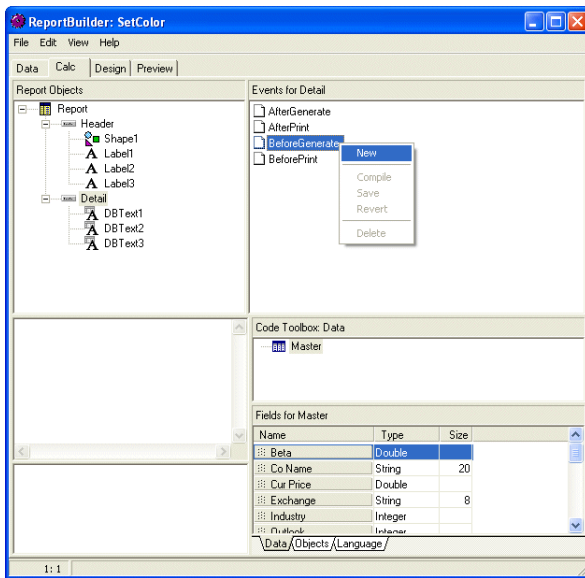 ReportBuilder: SetColor
File Edit View Help
Data Calc Design Preview
Report Objects
Events for Detail
Report
Header
Shape1
Label1
Label2
Label3
Detail
DBText1
DBText2
DBText3
AfterGenerate
AfterPrint
BeforeGenerate
BeforePrint
New
Compile
Save
Revert
Delete
Code Toolbox: Data
Master
Fields for Master
Name Type Size
Beta Double
Co Name String 20
Cur Price Double
Exchange String 8
Industry Integer
Outlook Integer
Data Objects Language
1: 1